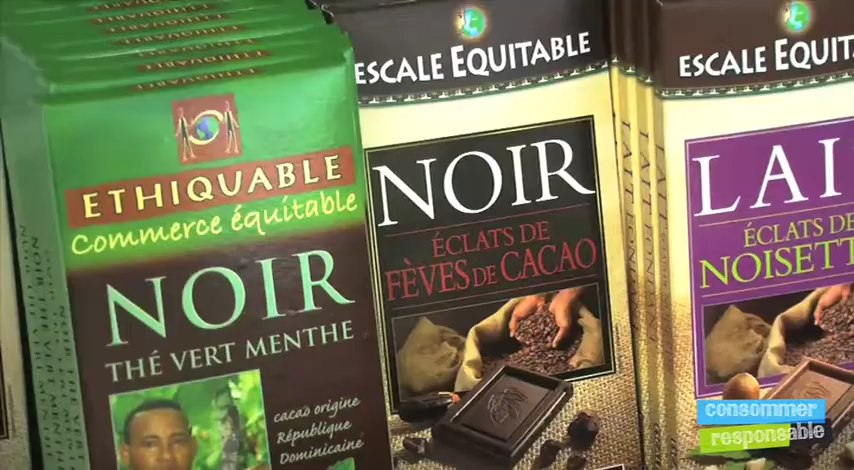 ETHIQUABLE
Commerce équitable
NOIR
THÉ VERT MENTHE
cacao origine
République
Dominicaine
ESCALE EQUITABLE
NOIR
ÉCLATS DE
FÈVES DE CACAO
ESCALE EQUITA
LAI
ÉCLATS DE
NOISETT
consommer
responsable